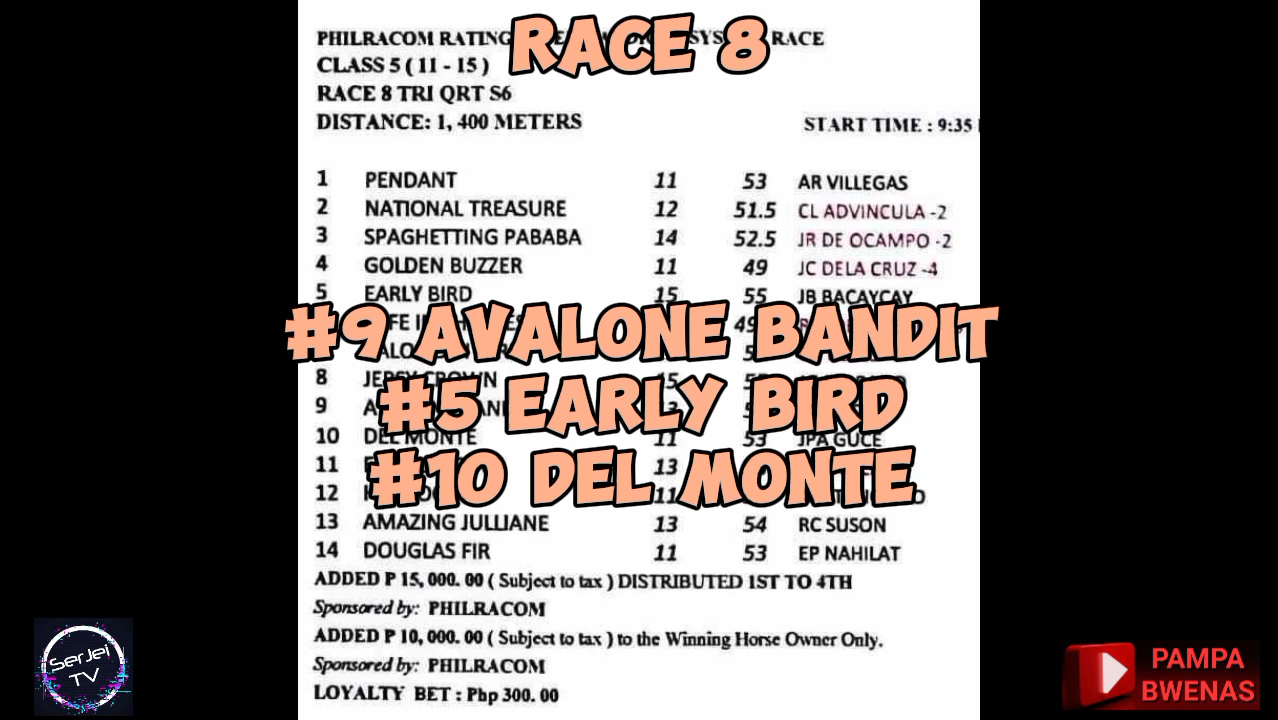 RACE 8
PHILRACOM RATING RACE
CLASS 5 ( 11 - 15 )
RACE 8 TRI QRT S6
DISTANCE: 1, 400 METERS
START TIME : 9:35
1 PENDANT 11 53 AR VILLEGAS
2 NATIONAL TREASURE 12 51.5 CL ADVINCULA -2
3 SPAGHETTING PABABA 14 52.5 JR DE OCAMPO -2
4 GOLDEN BUZZER 11 49 JC DELA CRUZ -4
5 EARLY BIRD 15 55 JB BACAYCAY
#9 AVALONE BANDIT
8 JERSY CROWN 15
#5 EARLY BIRD
9
10 DEL MONTE 11 53 JPA GUCE
#10 DEL MONTE
11 13
12 11
13 AMAZING JULLIANE 13 54 RC SUSON
14 DOUGLAS FIR 11 53 EP NAHILAT
ADDED P 15, 000. 00 ( Subject to tax ) DISTRIBUTED 1ST TO 4TH
Sponsored by: PHILRACOM
ADDED P 10, 000. 00 ( Subject to tax ) to the Winning Horse Owner Only.
Sponsored by: PHILRACOM
LOYALTY BET : Php 300. 00
SerJei
TV
PAMPA
BWENAS